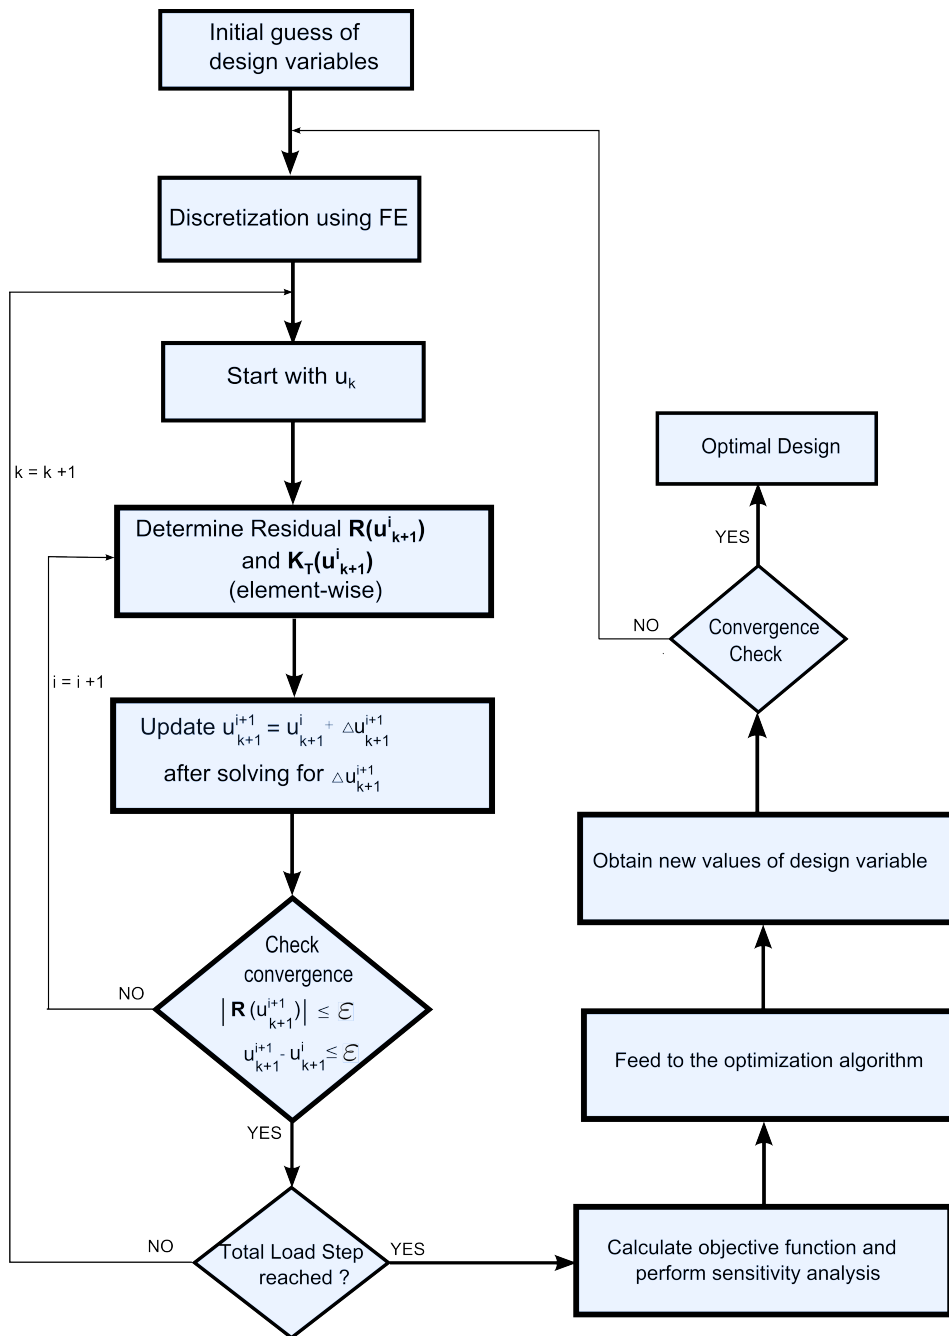 Initial guess of
design variables
Discretization using FE
Start with uₖ
k = k +1
Determine Residual R(uⁱₖ₊₁)
and K_T(uⁱₖ₊₁)
(element-wise)
i = i +1
Update uⁱ⁺¹ₖ₊₁ = uⁱₖ₊₁ + △uⁱ⁺¹ₖ₊₁
after solving for △uⁱ⁺¹ₖ₊₁
Check
convergence
|R (uⁱ⁺¹ₖ₊₁)| ≤ ε
uⁱ⁺¹ₖ₊₁ - uⁱₖ₊₁ ≤ ε
NO
YES
Total Load Step
reached ?
NO
YES
Calculate objective function and
perform sensitivity analysis
Feed to the optimization algorithm
Obtain new values of design variable
Convergence
Check
NO
YES
Optimal Design